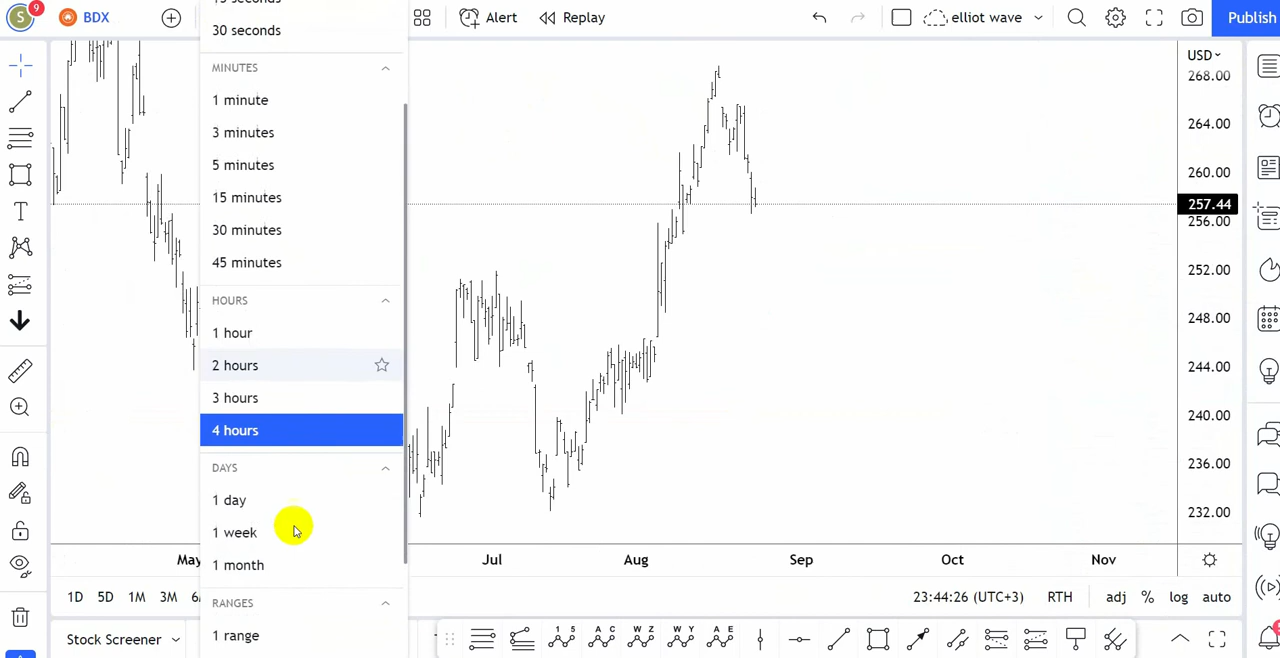 S
9
BDX
Alert
Replay
elliot wave
Publish
30 seconds
MINUTES
1 minute
3 minutes
5 minutes
15 minutes
30 minutes
45 minutes
HOURS
1 hour
2 hours
3 hours
4 hours
DAYS
1 day
1 week
1 month
RANGES
1 range
USD
268.00
264.00
260.00
257.44
256.00
252.00
248.00
244.00
240.00
236.00
232.00
May
Jul
Aug
Sep
Oct
Nov
1D
5D
1M
3M
23:44:26 (UTC+3)
RTH
adj
%
log
auto
Stock Screener
1 5
A C
W Z
W Y
A E